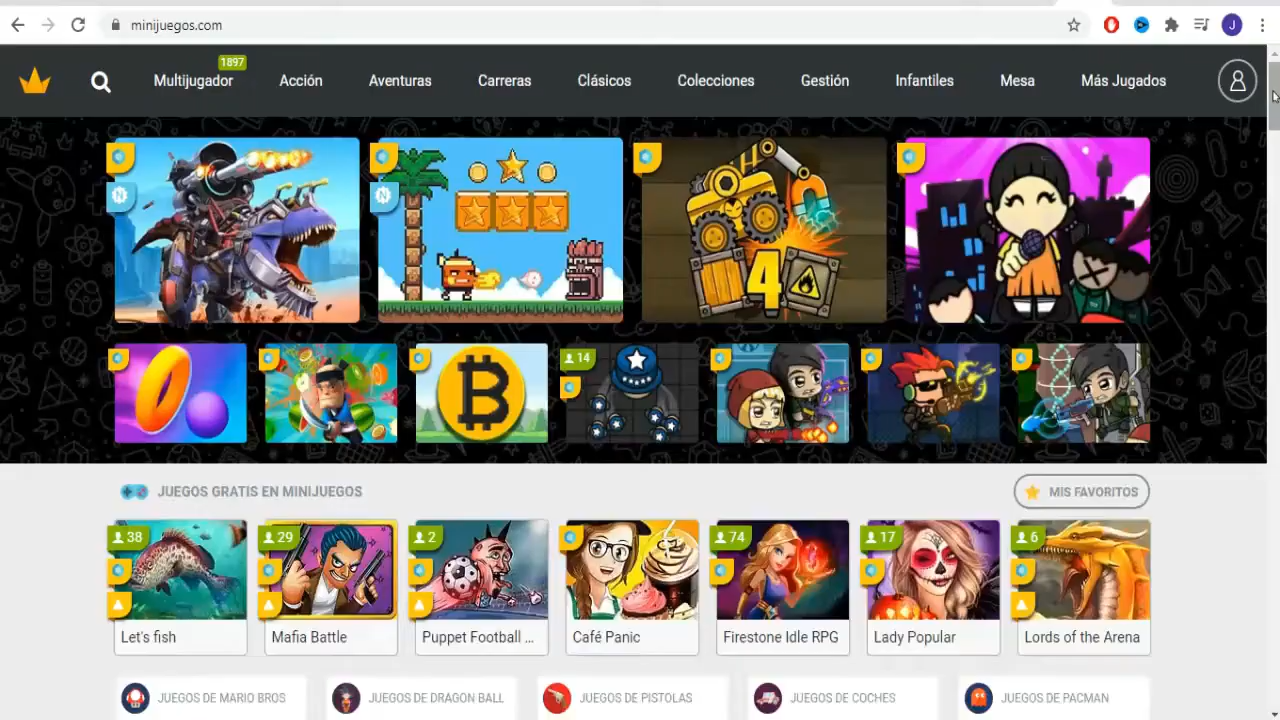 minijuegos.com
J
1897
Multijugador Acción Aventuras Carreras Clásicos Colecciones Gestión Infantiles Mesa Más Jugados
N N
4
14
JUEGOS GRATIS EN MINIJUEGOS
MIS FAVORITOS
38 29 2 74 17 6
Let's fish Mafia Battle Puppet Football ... Café Panic Firestone Idle RPG Lady Popular Lords of the Arena
JUEGOS DE MARIO BROS JUEGOS DE DRAGON BALL JUEGOS DE PISTOLAS JUEGOS DE COCHES JUEGOS DE PACMAN